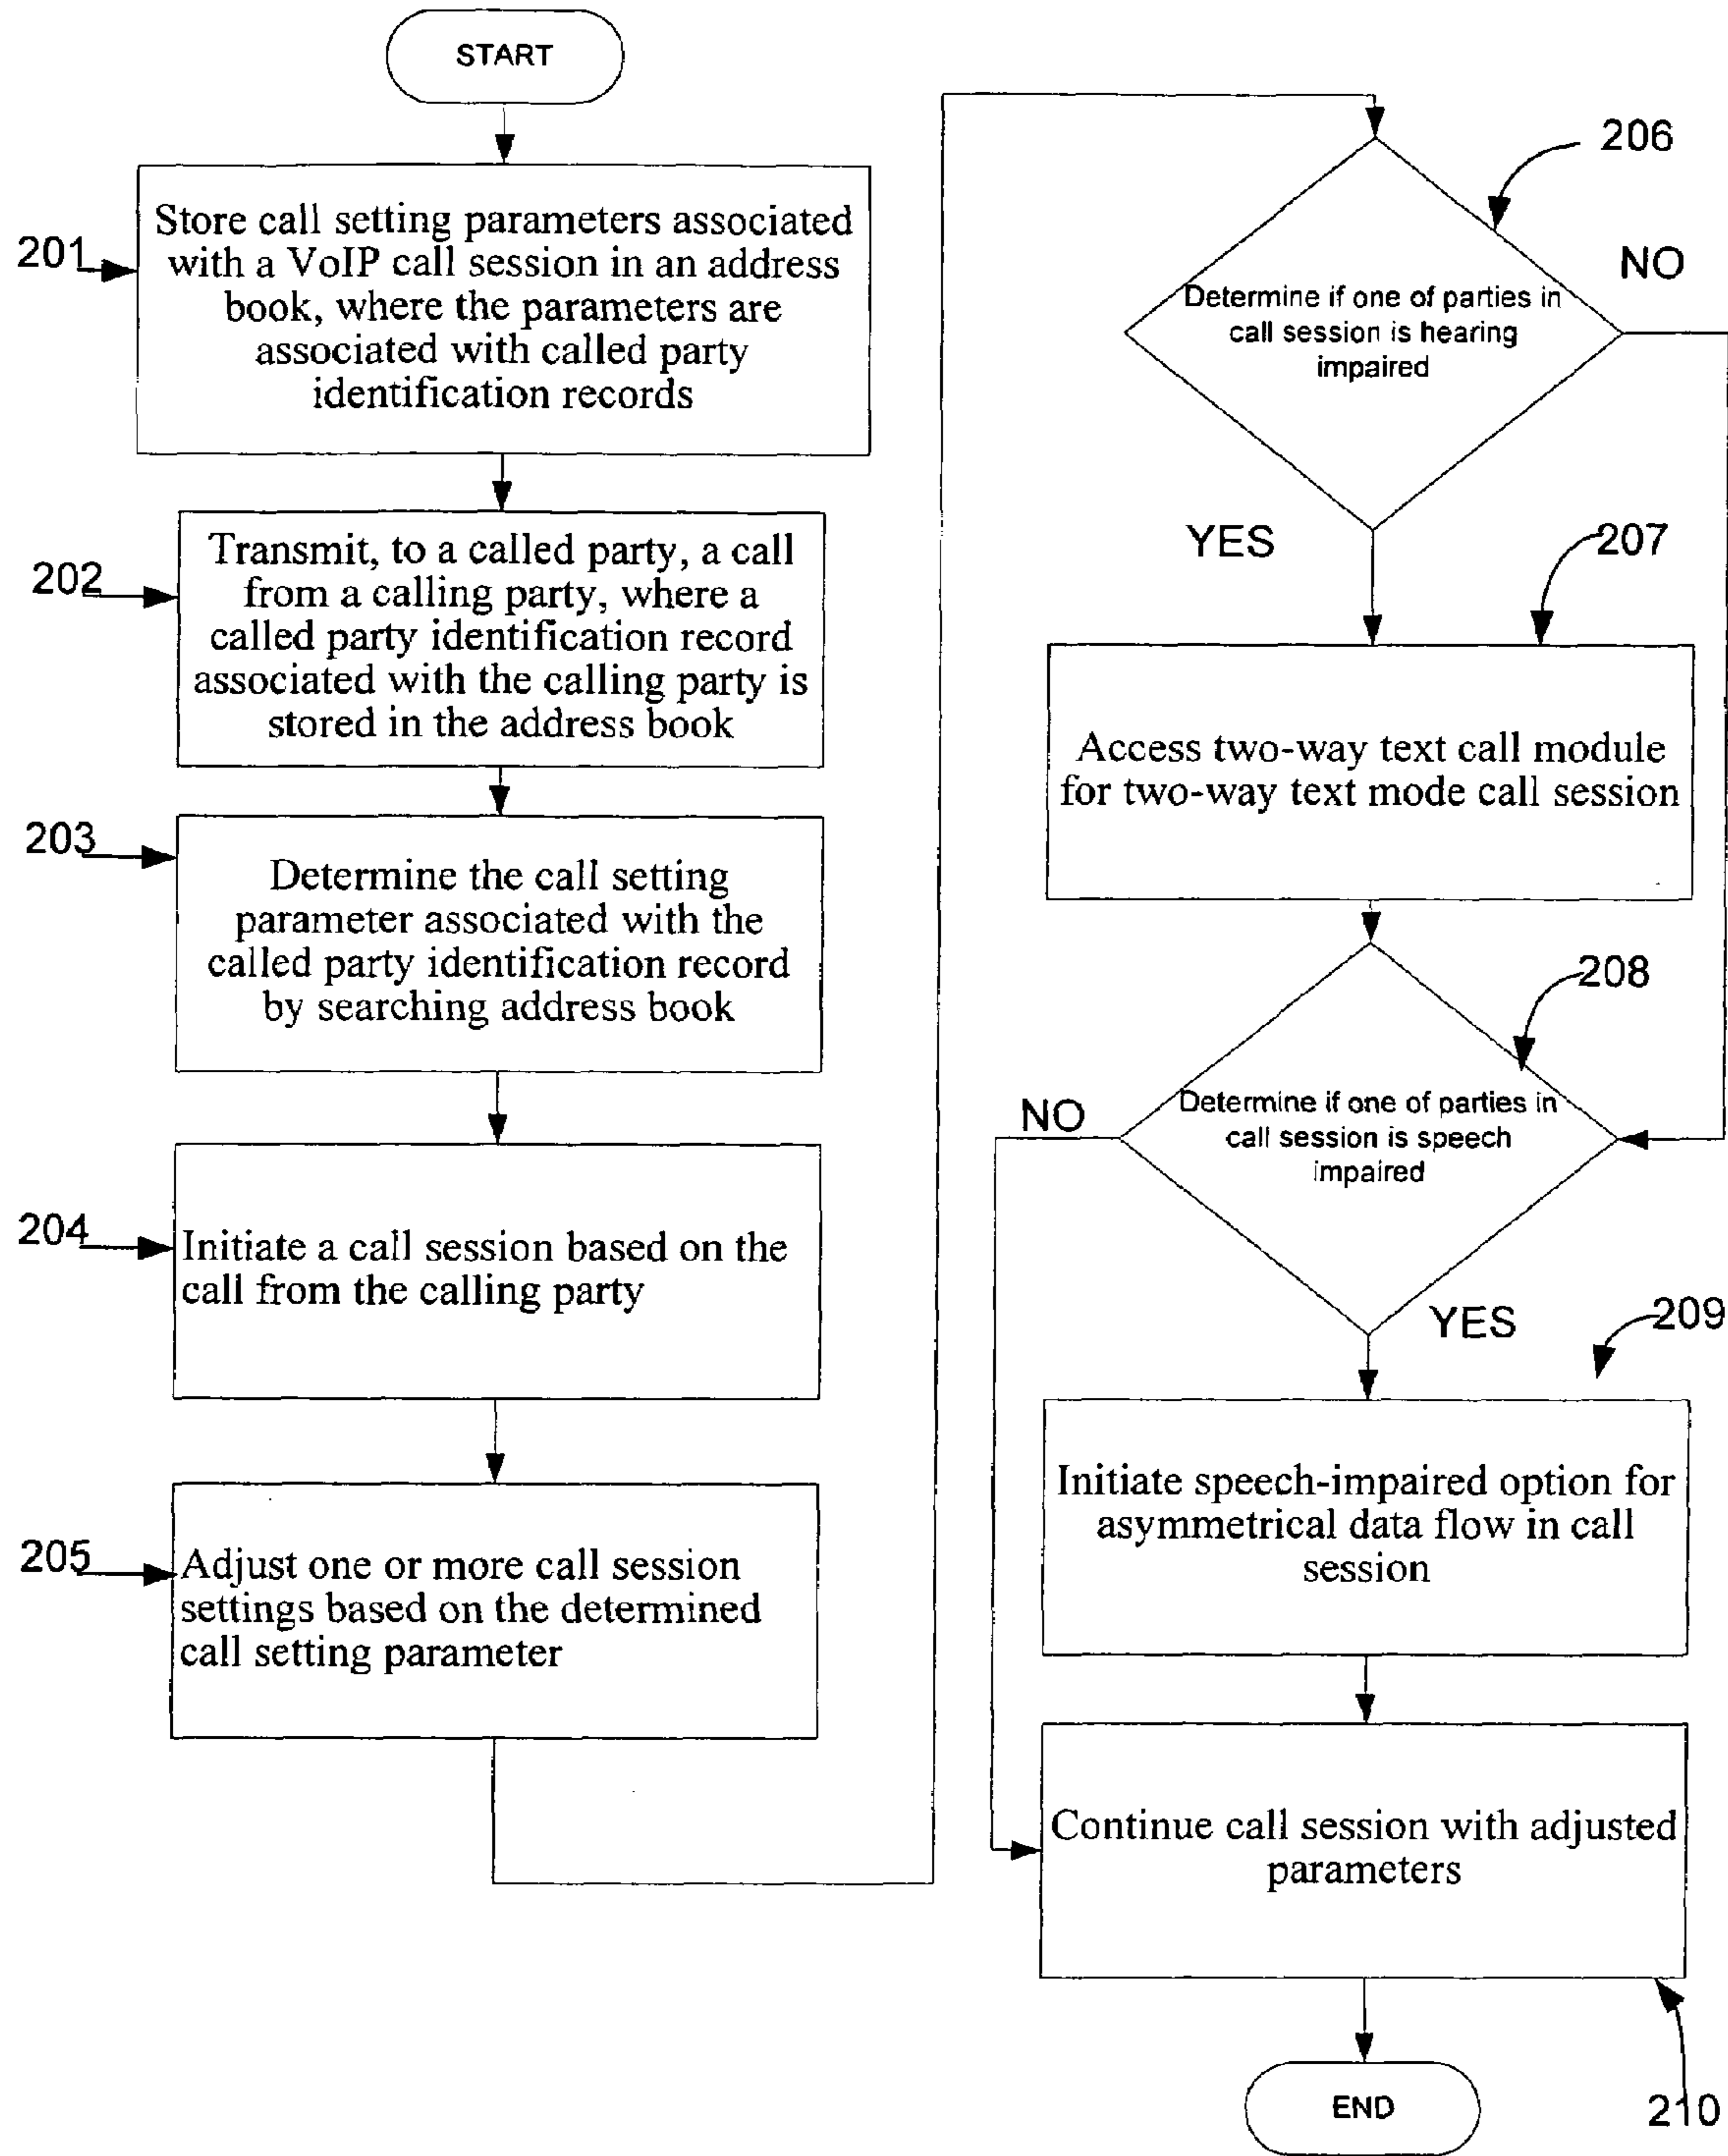 START
201
Store call setting parameters associated
with a VoIP call session in an address
book, where the parameters are
associated with called party
identification records
202
Transmit, to a called party, a call
from a calling party, where a
called party identification record
associated with the calling party is
stored in the address book
203
Determine the call setting
parameter associated with the
called party identification record
by searching address book
204
Initiate a call session based on the
call from the calling party
205
Adjust one or more call session
settings based on the determined
call setting parameter
206
NO
Determine if one of parties in
call session is hearing
impaired
YES
207
Access two-way text call module
for two-way text mode call session
208
NO
Determine if one of parties in
call session is speech
impaired
YES
209
Initiate speech-impaired option for
asymmetrical data flow in call
session
Continue call session with adjusted
parameters
210
END